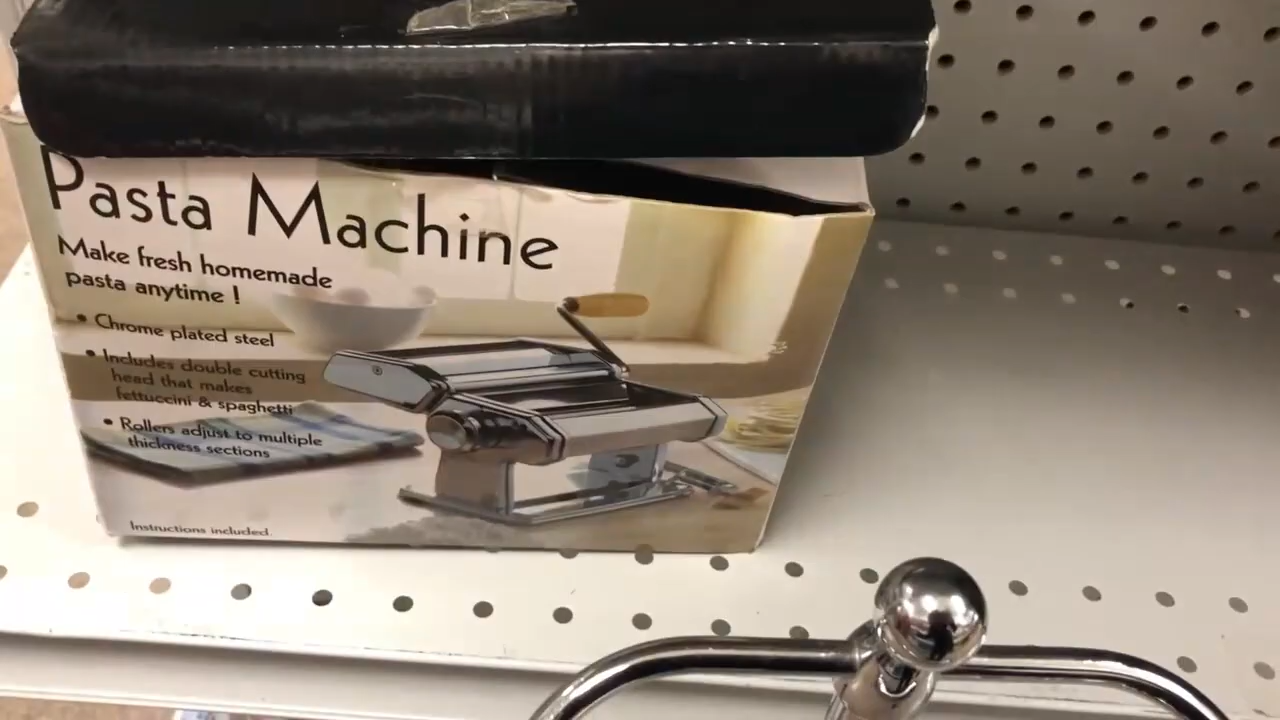 Pasta Machine
Make fresh homemade
pasta anytime !
• Chrome plated steel
• Includes double cutting
head that makes
fettuccini & spaghetti
• Rollers adjust to multiple
thickness sections
Instructions included.